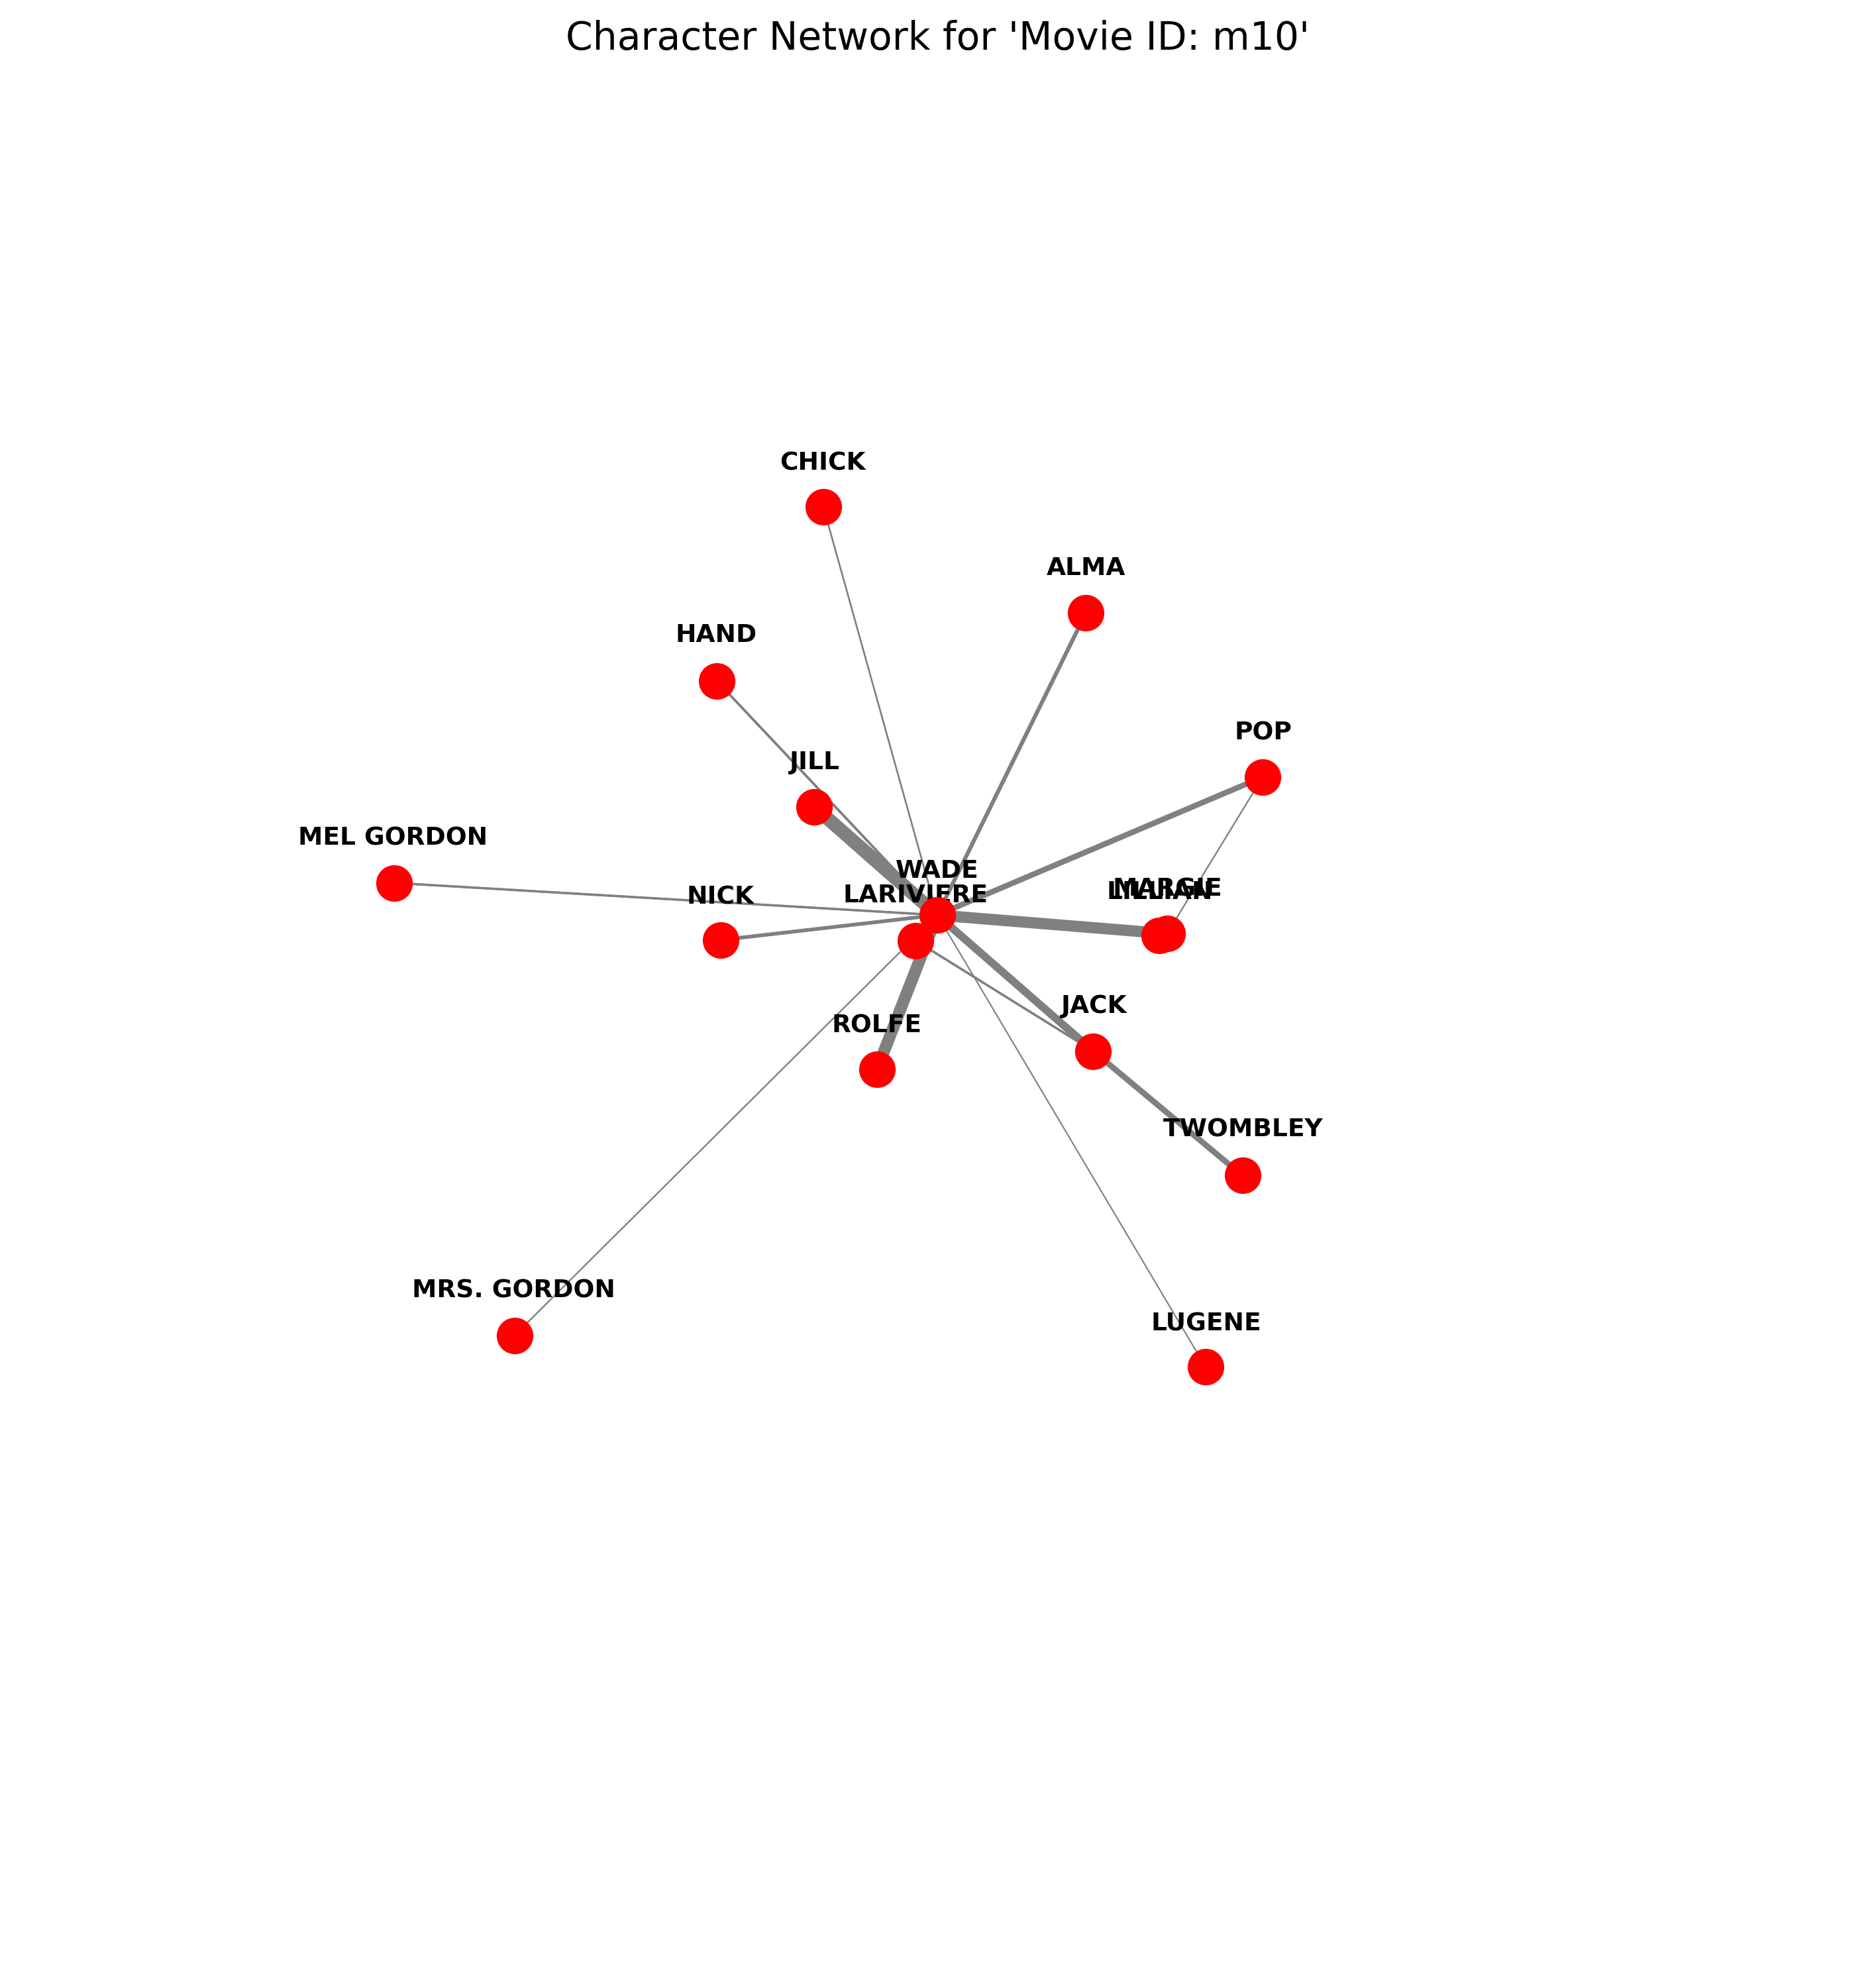 Character Network for 'Movie ID: m10'
CHICK
ALMA
HAND
POP
JILL
MEL GORDON
WADE
LARIVIERE
NICK
MARGIE
LILLIAN
JACK
ROLFE
TWOMBLEY
MRS. GORDON
LUGENE